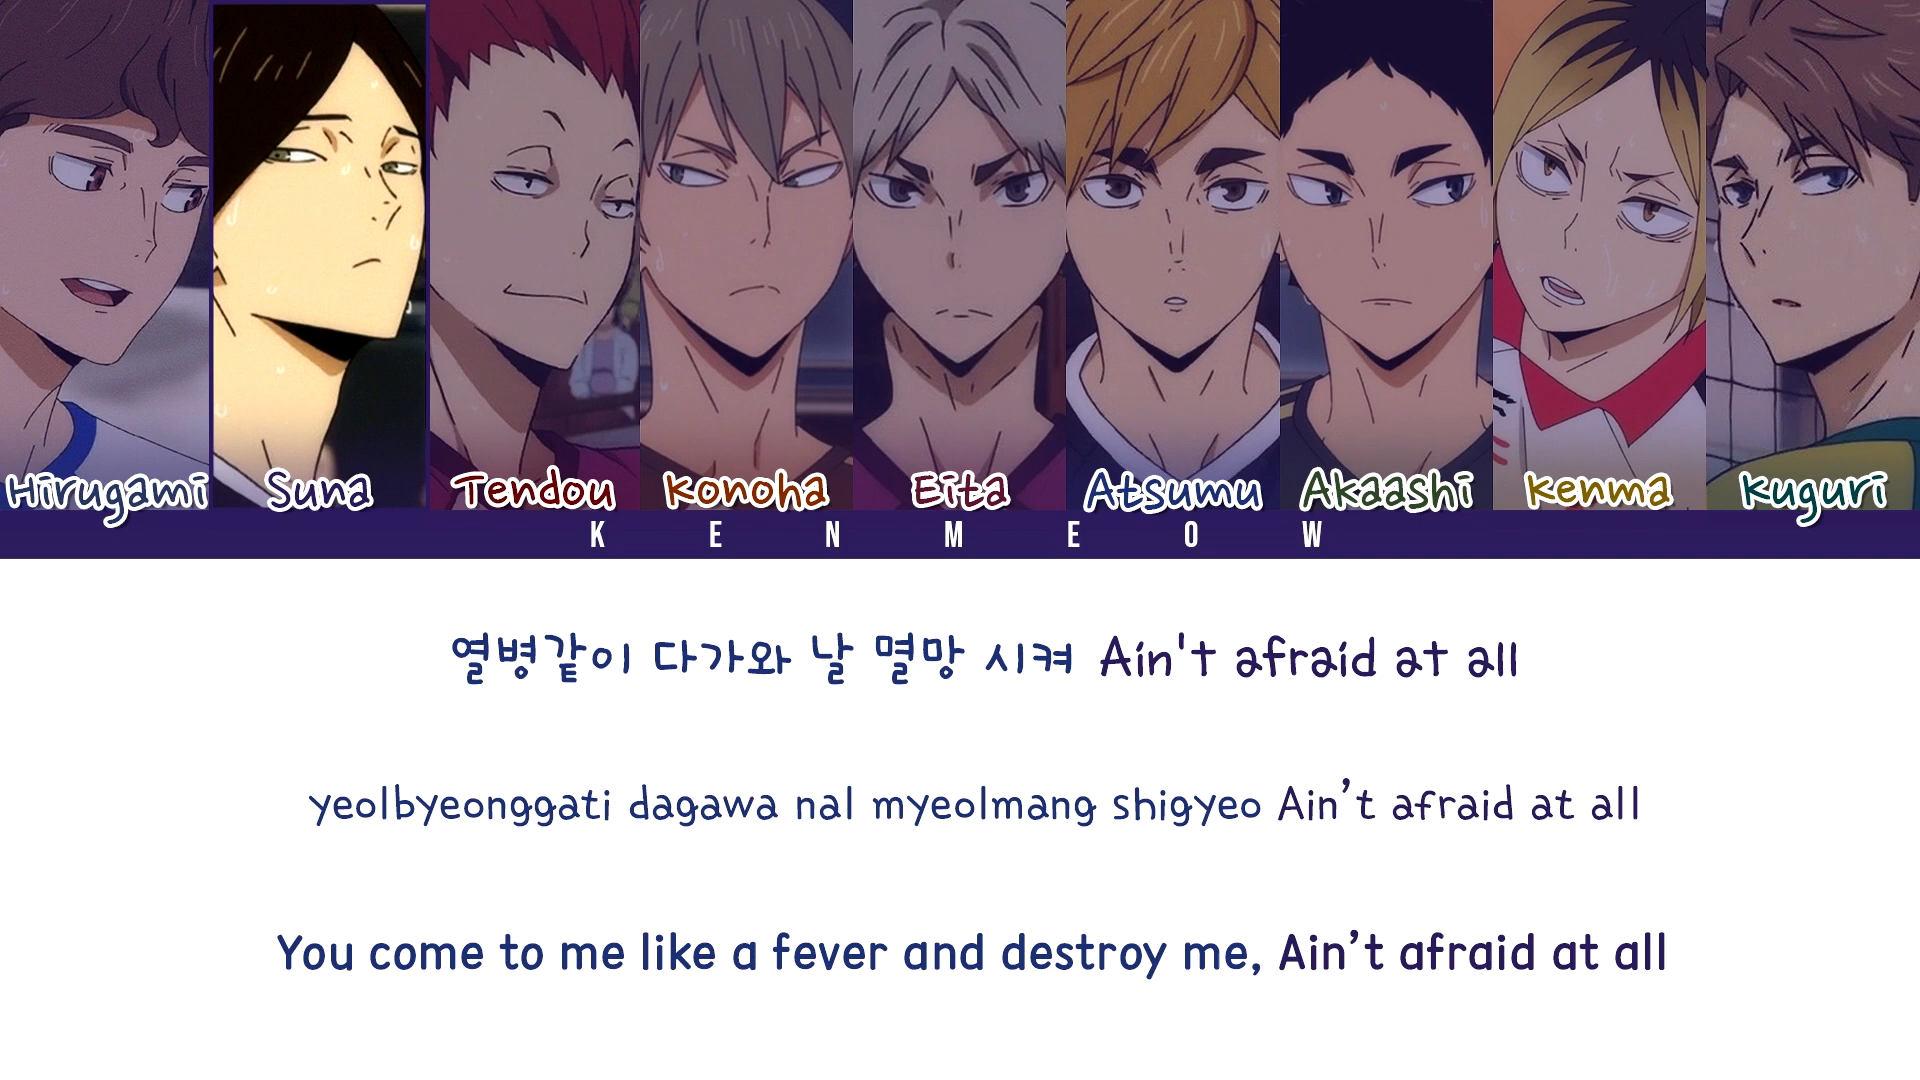 Hirugami Suna Tendou Konoha Eita Atsumu Akaashi Kenma Kuguri
KENMEOW
열병같이 다가와 날 멸망 시켜 Ain't afraid at all
yeolbyeonggati dagawa nal myeolmang shigyeo Ain’t afraid at all
You come to me like a fever and destroy me, Ain’t afraid at all